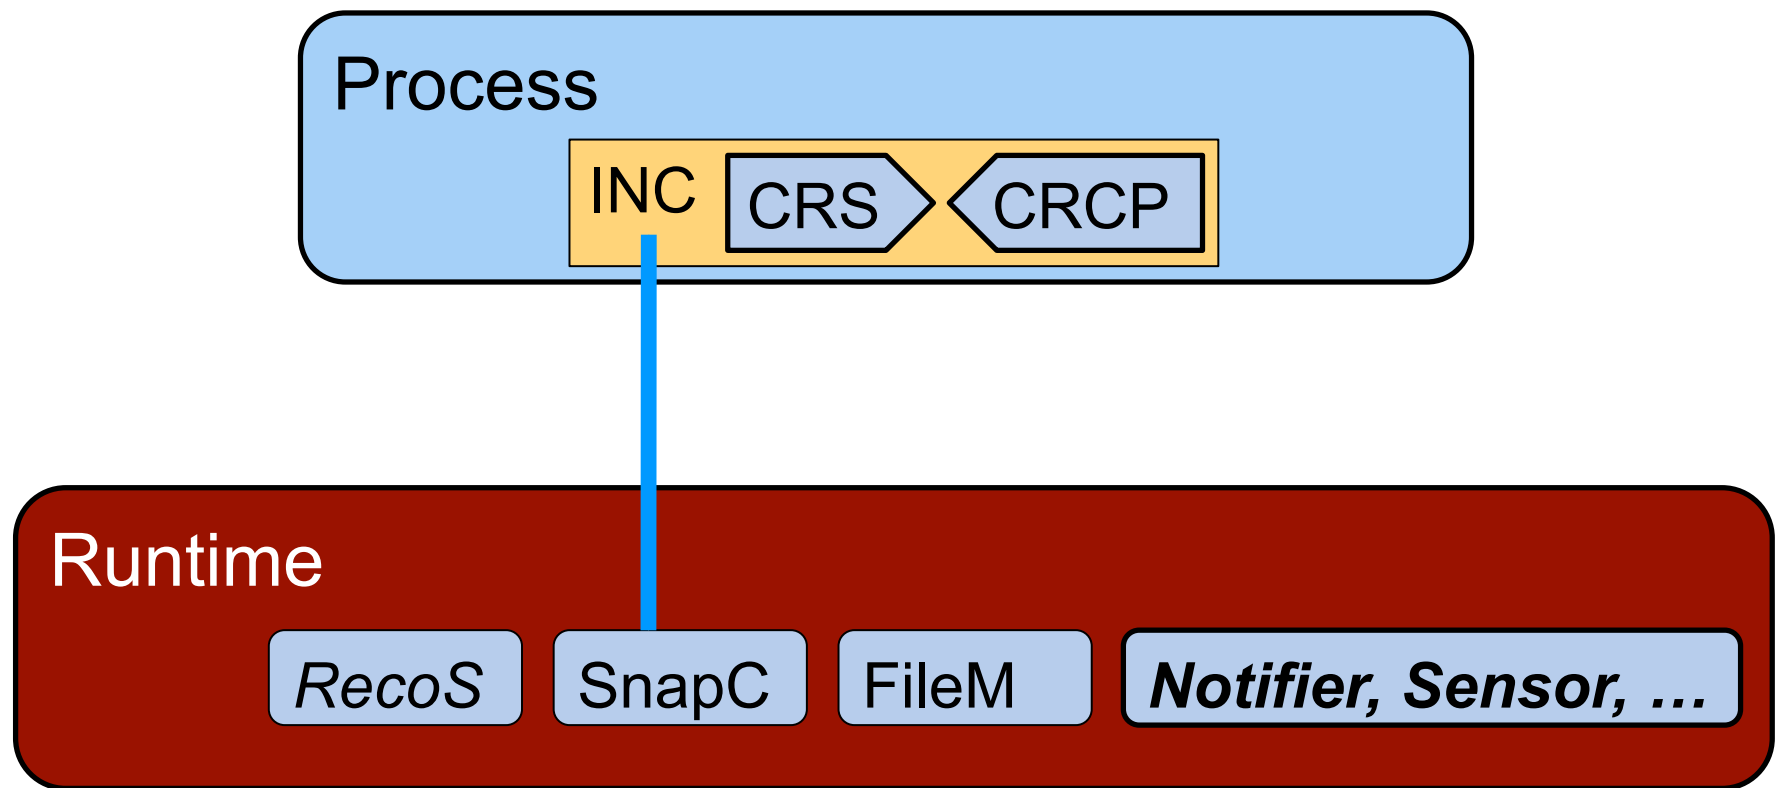 Process
INC CRS CRCP
Runtime
RecoS SnapC FileM Notifier, Sensor, …